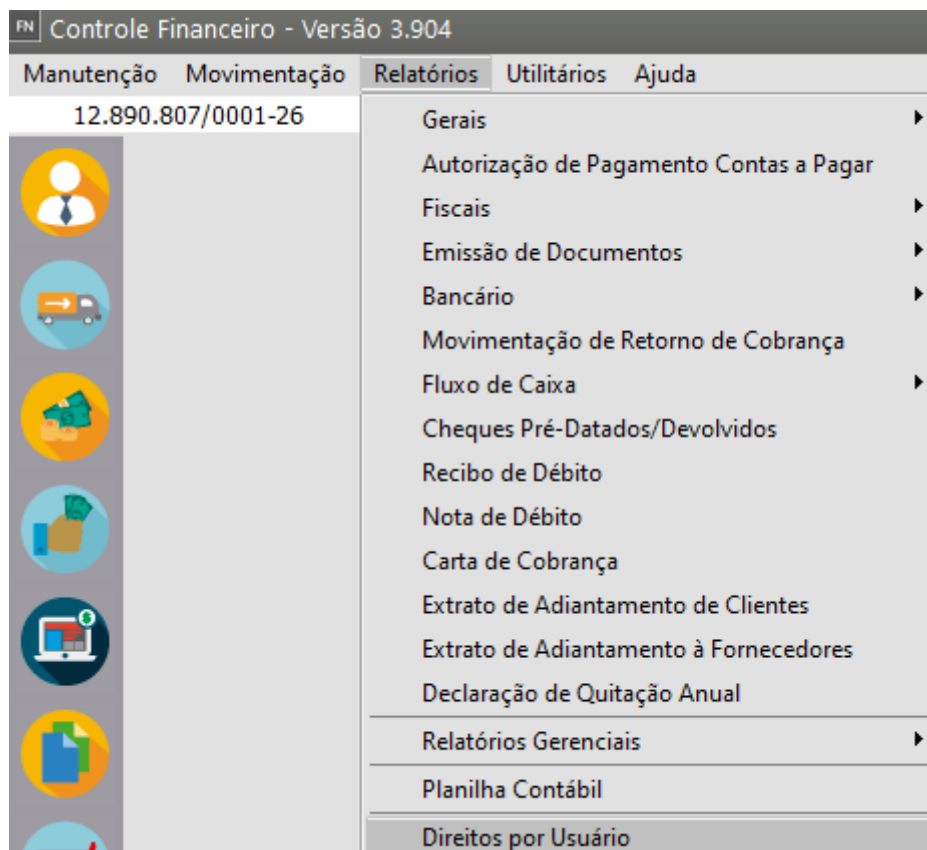 FN Controle Financeiro - Versão 3.904
Manutenção Movimentação Relatórios Utilitários Ajuda
12.890.807/0001-26
Gerais
Autorização de Pagamento Contas a Pagar
Fiscais
Emissão de Documentos
Bancário
Movimentação de Retorno de Cobrança
Fluxo de Caixa
Cheques Pré-Datados/Devolvidos
Recibo de Débito
Nota de Débito
Carta de Cobrança
Extrato de Adiantamento de Clientes
Extrato de Adiantamento à Fornecedores
Declaração de Quitação Anual
Relatórios Gerenciais
Planilha Contábil
Direitos por Usuário